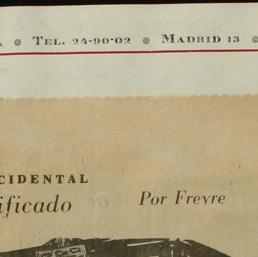 TEL. 24-90-02 ● MADRID 13 ●
CIDENTAL
ificado
Por Freyre